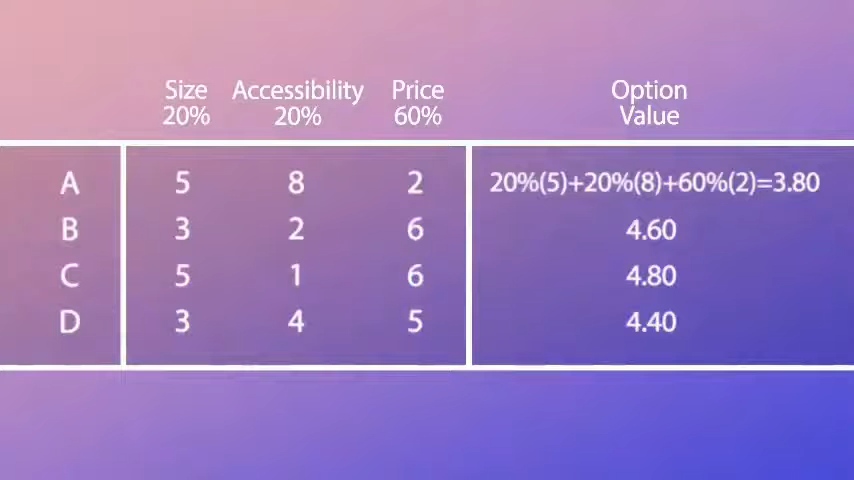 Size Accessibility Price Option
20% 20% 60% Value
A 5 8 2 20%(5)+20%(8)+60%(2)=3.80
B 3 2 6 4.60
C 5 1 6 4.80
D 3 4 5 4.40